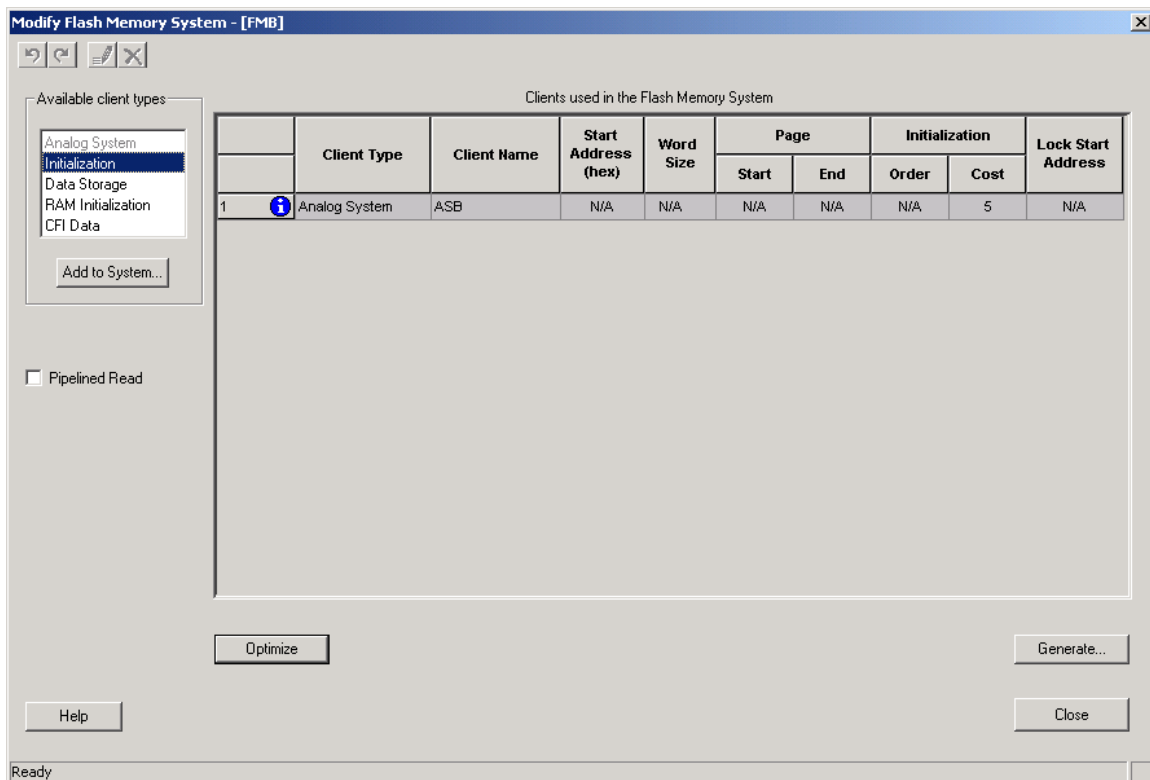 Modify Flash Memory System - [FMB]
Available client types
Analog System
Initialization
Data Storage
RAM Initialization
CFI Data
Add to System...
Pipelined Read
Clients used in the Flash Memory System
Client Type Client Name Start Address (hex) Word Size Page Initialization Lock Start Address
Start End Order Cost
1 Analog System ASB N/A N/A N/A N/A N/A 5 N/A
Optimize Generate...
Help Close
Ready